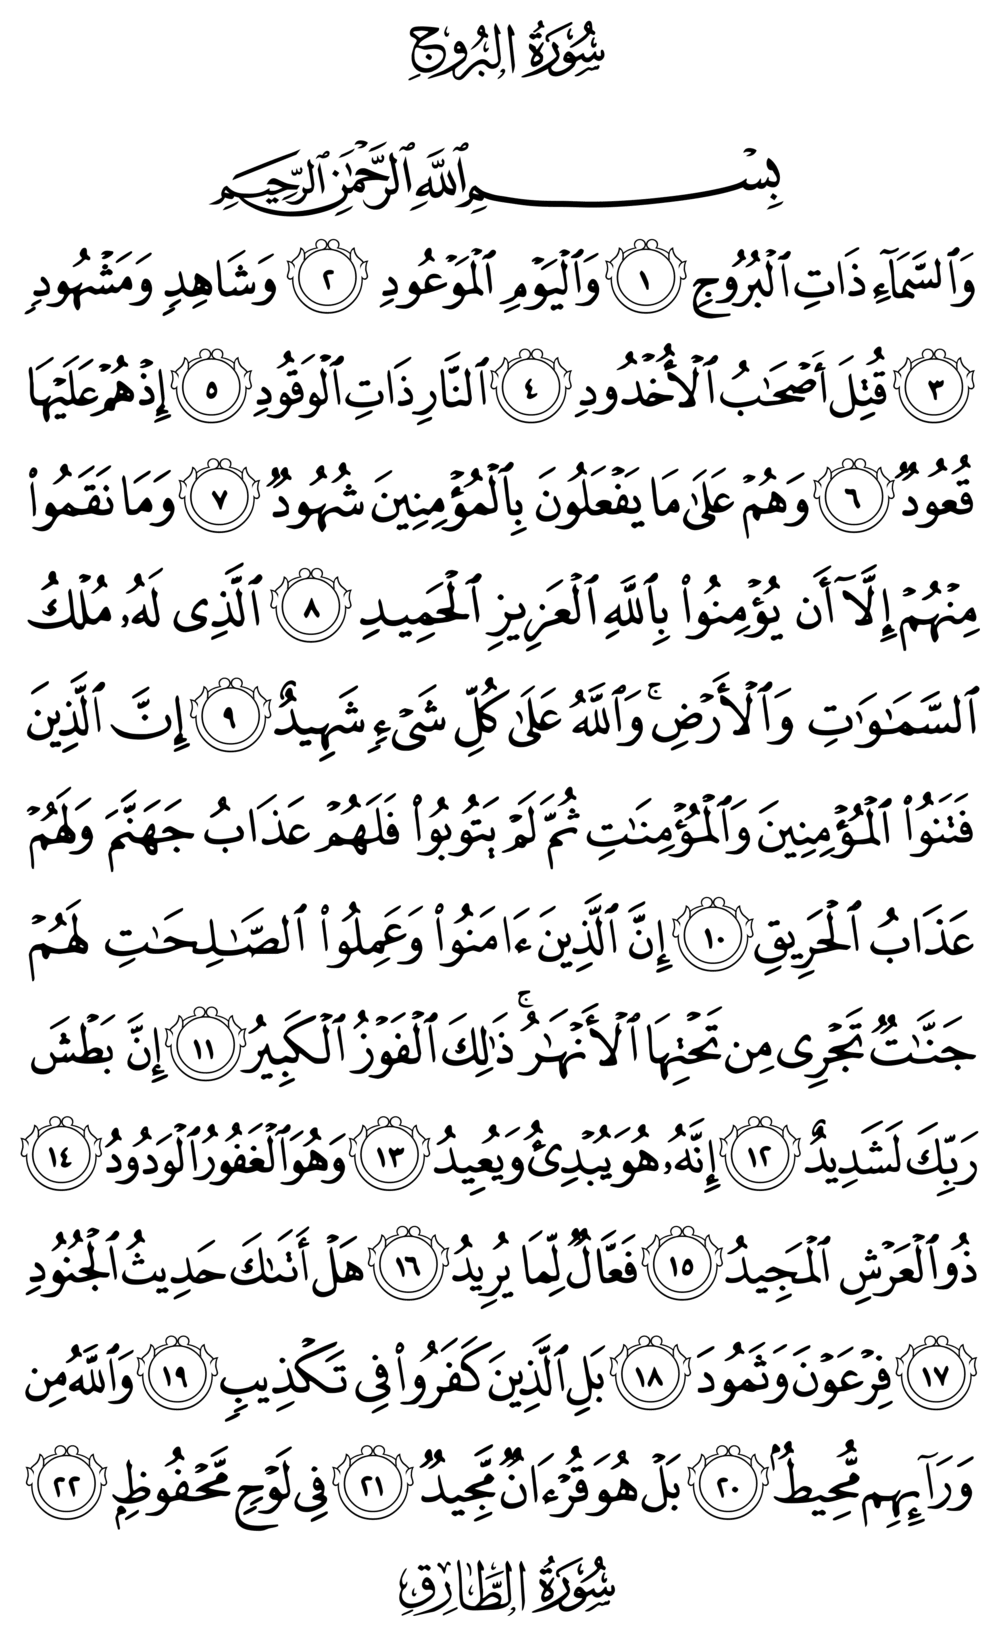 سُورَةُ البُرُوجِ
بِسۡمِ ٱللَّهِ ٱلرَّحۡمَٰنِ ٱلرَّحِيمِ
وَٱلسَّمَآءِ ذَاتِ ٱلۡبُرُوجِ ١ وَٱلۡيَوۡمِ ٱلۡمَوۡعُودِ ٢ وَشَاهِدٖ وَمَشۡهُودٖ
٣ قُتِلَ أَصۡحَٰبُ ٱلۡأُخۡدُودِ ٤ ٱلنَّارِ ذَاتِ ٱلۡوَقُودِ ٥ إِذۡ هُمۡ عَلَيۡهَا
قُعُودٞ ٦ وَهُمۡ عَلَىٰ مَا يَفۡعَلُونَ بِٱلۡمُؤۡمِنِينَ شُهُودٞ ٧ وَمَا نَقَمُواْ
مِنۡهُمۡ إِلَّآ أَن يُؤۡمِنُواْ بِٱللَّهِ ٱلۡعَزِيزِ ٱلۡحَمِيدِ ٨ ٱلَّذِي لَهُۥ مُلۡكُ
ٱلسَّمَٰوَٰتِ وَٱلۡأَرۡضِۚ وَٱللَّهُ عَلَىٰ كُلِّ شَيۡءٖ شَهِيدٌ ٩ إِنَّ ٱلَّذِينَ
فَتَنُواْ ٱلۡمُؤۡمِنِينَ وَٱلۡمُؤۡمِنَٰتِ ثُمَّ لَمۡ يَتُوبُواْ فَلَهُمۡ عَذَابُ جَهَنَّمَ وَلَهُمۡ
عَذَابُ ٱلۡحَرِيقِ ١٠ إِنَّ ٱلَّذِينَ ءَامَنُواْ وَعَمِلُواْ ٱلصَّٰلِحَٰتِ لَهُمۡ
جَنَّٰتٞ تَجۡرِي مِن تَحۡتِهَا ٱلۡأَنۡهَٰرُۚ ذَٰلِكَ ٱلۡفَوۡزُ ٱلۡكَبِيرُ ١١ إِنَّ بَطۡشَ
رَبِّكَ لَشَدِيدٌ ١٢ إِنَّهُۥ هُوَ يُبۡدِئُ وَيُعِيدُ ١٣ وَهُوَ ٱلۡغَفُورُ ٱلۡوَدُودُ ١٤
ذُو ٱلۡعَرۡشِ ٱلۡمَجِيدُ ١٥ فَعَّالٞ لِّمَا يُرِيدُ ١٦ هَلۡ أَتَىٰكَ حَدِيثُ ٱلۡجُنُودِ
١٧ فِرۡعَوۡنَ وَثَمُودَ ١٨ بَلِ ٱلَّذِينَ كَفَرُواْ فِي تَكۡذِيبٖ ١٩ وَٱللَّهُ مِن
وَرَآئِهِم مُّحِيطُۢ ٢٠ بَلۡ هُوَ قُرۡءَانٞ مَّجِيدٞ ٢١ فِي لَوۡحٖ مَّحۡفُوظِۭ ٢٢
سُورَةُ الطَّارِقِ